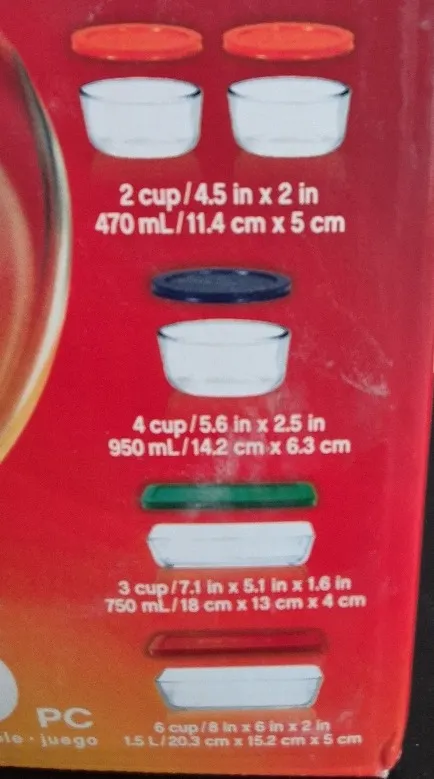 2 cup/4.5 in x 2 in
470 mL/11.4 cm x 5 cm
4 cup/5.6 in x 2.5 in
950 mL/14.2 cm x 6.3 cm
3 cup/7.1 in x 5.1 in x 1.6 in
750 mL/18 cm x 13 cm x 4 cm
PC
juego
6 cup/8 in x 6 in x 2 in
1.5 L/20.3 cm x 15.2 cm x 5 cm